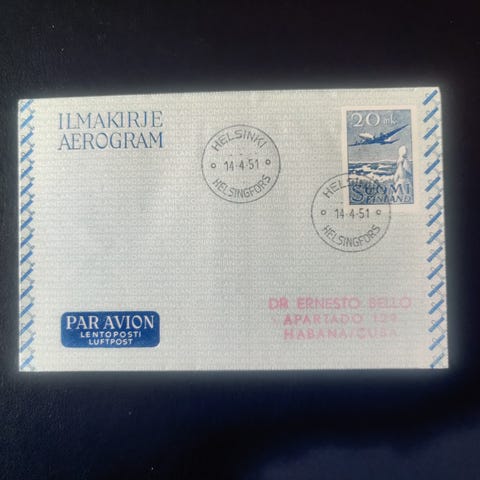 ILMAKIRJE
AEROGRAM
HELSINKI
14-4-51
HELSINGFORS
20 mk
SUOMI
FINLAND
HELSINKI
14-4-51
HELSINGFORS
PAR AVION
LENTOPOSTI
LUFTPOST
DR ERNESTO BELLO
APARTADO 129
HABANA/CUBA